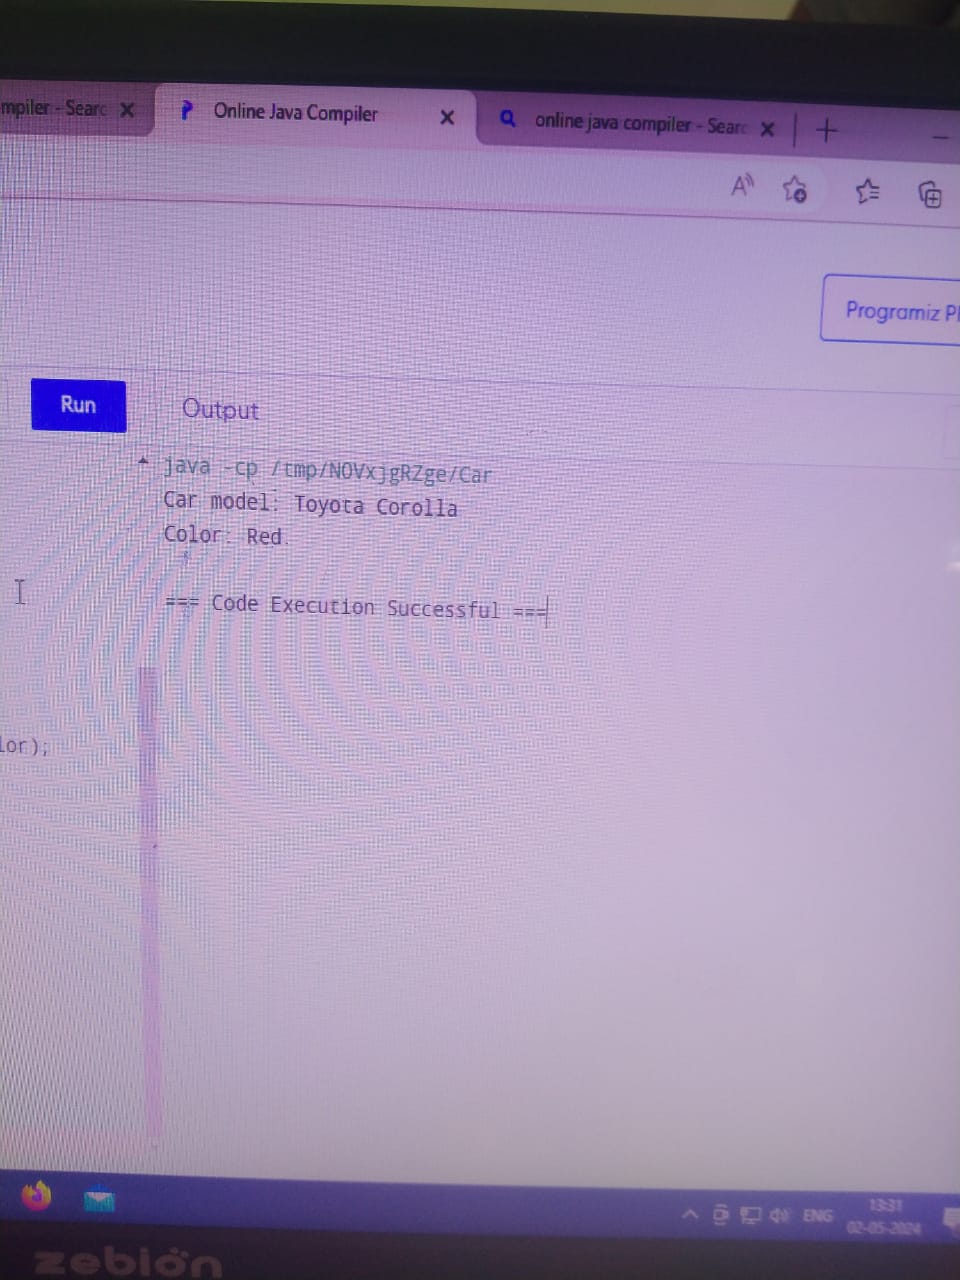 mpiler - Searc
Online Java Compiler
online java compiler - Searc
Programiz P
Run
Output
java -cp /tmp/NOVxjgRZge/Car
Car model: Toyota Corolla
Color: Red
=== Code Execution Successful ===
lor);
ENG
13:31
02-05-2024
zebion